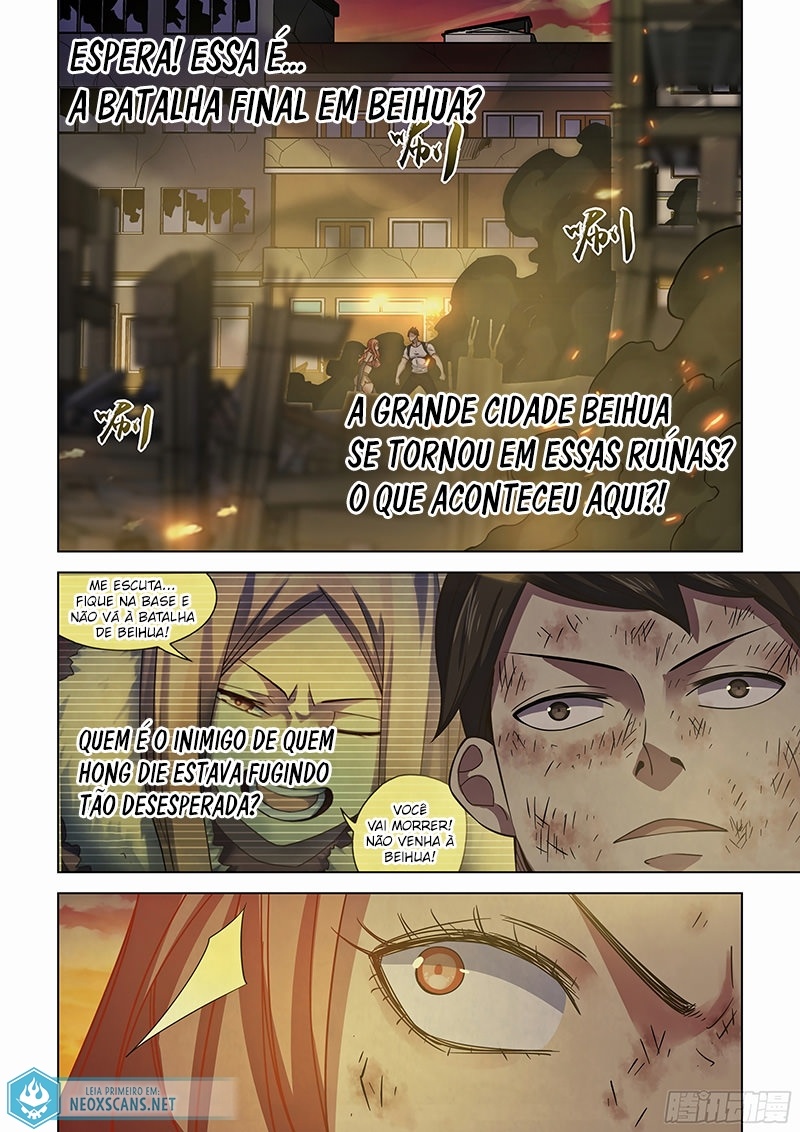 ESPERA! ESSA É...
A BATALHA FINAL EM BEIHUA?
唰!
唰!
唰!
A GRANDE CIDADE BEIHUA
SE TORNOU EM ESSAS RUÍNAS?
O QUE ACONTECEU AQUI?!
ME ESCUTA...
FIQUE NA BASE E
NÃO VÁ À BATALHA
DE BEIHUA!
QUEM É O INIMIGO DE QUEM
HONG DIE ESTAVA FUGINDO
TÃO DESESPERADA?
VOCÊ
VAI MORRER!
NÃO VENHA À
BEIHUA!
LEIA PRIMEIRO EM:
NEOXSCANS.NET
腾讯动漫